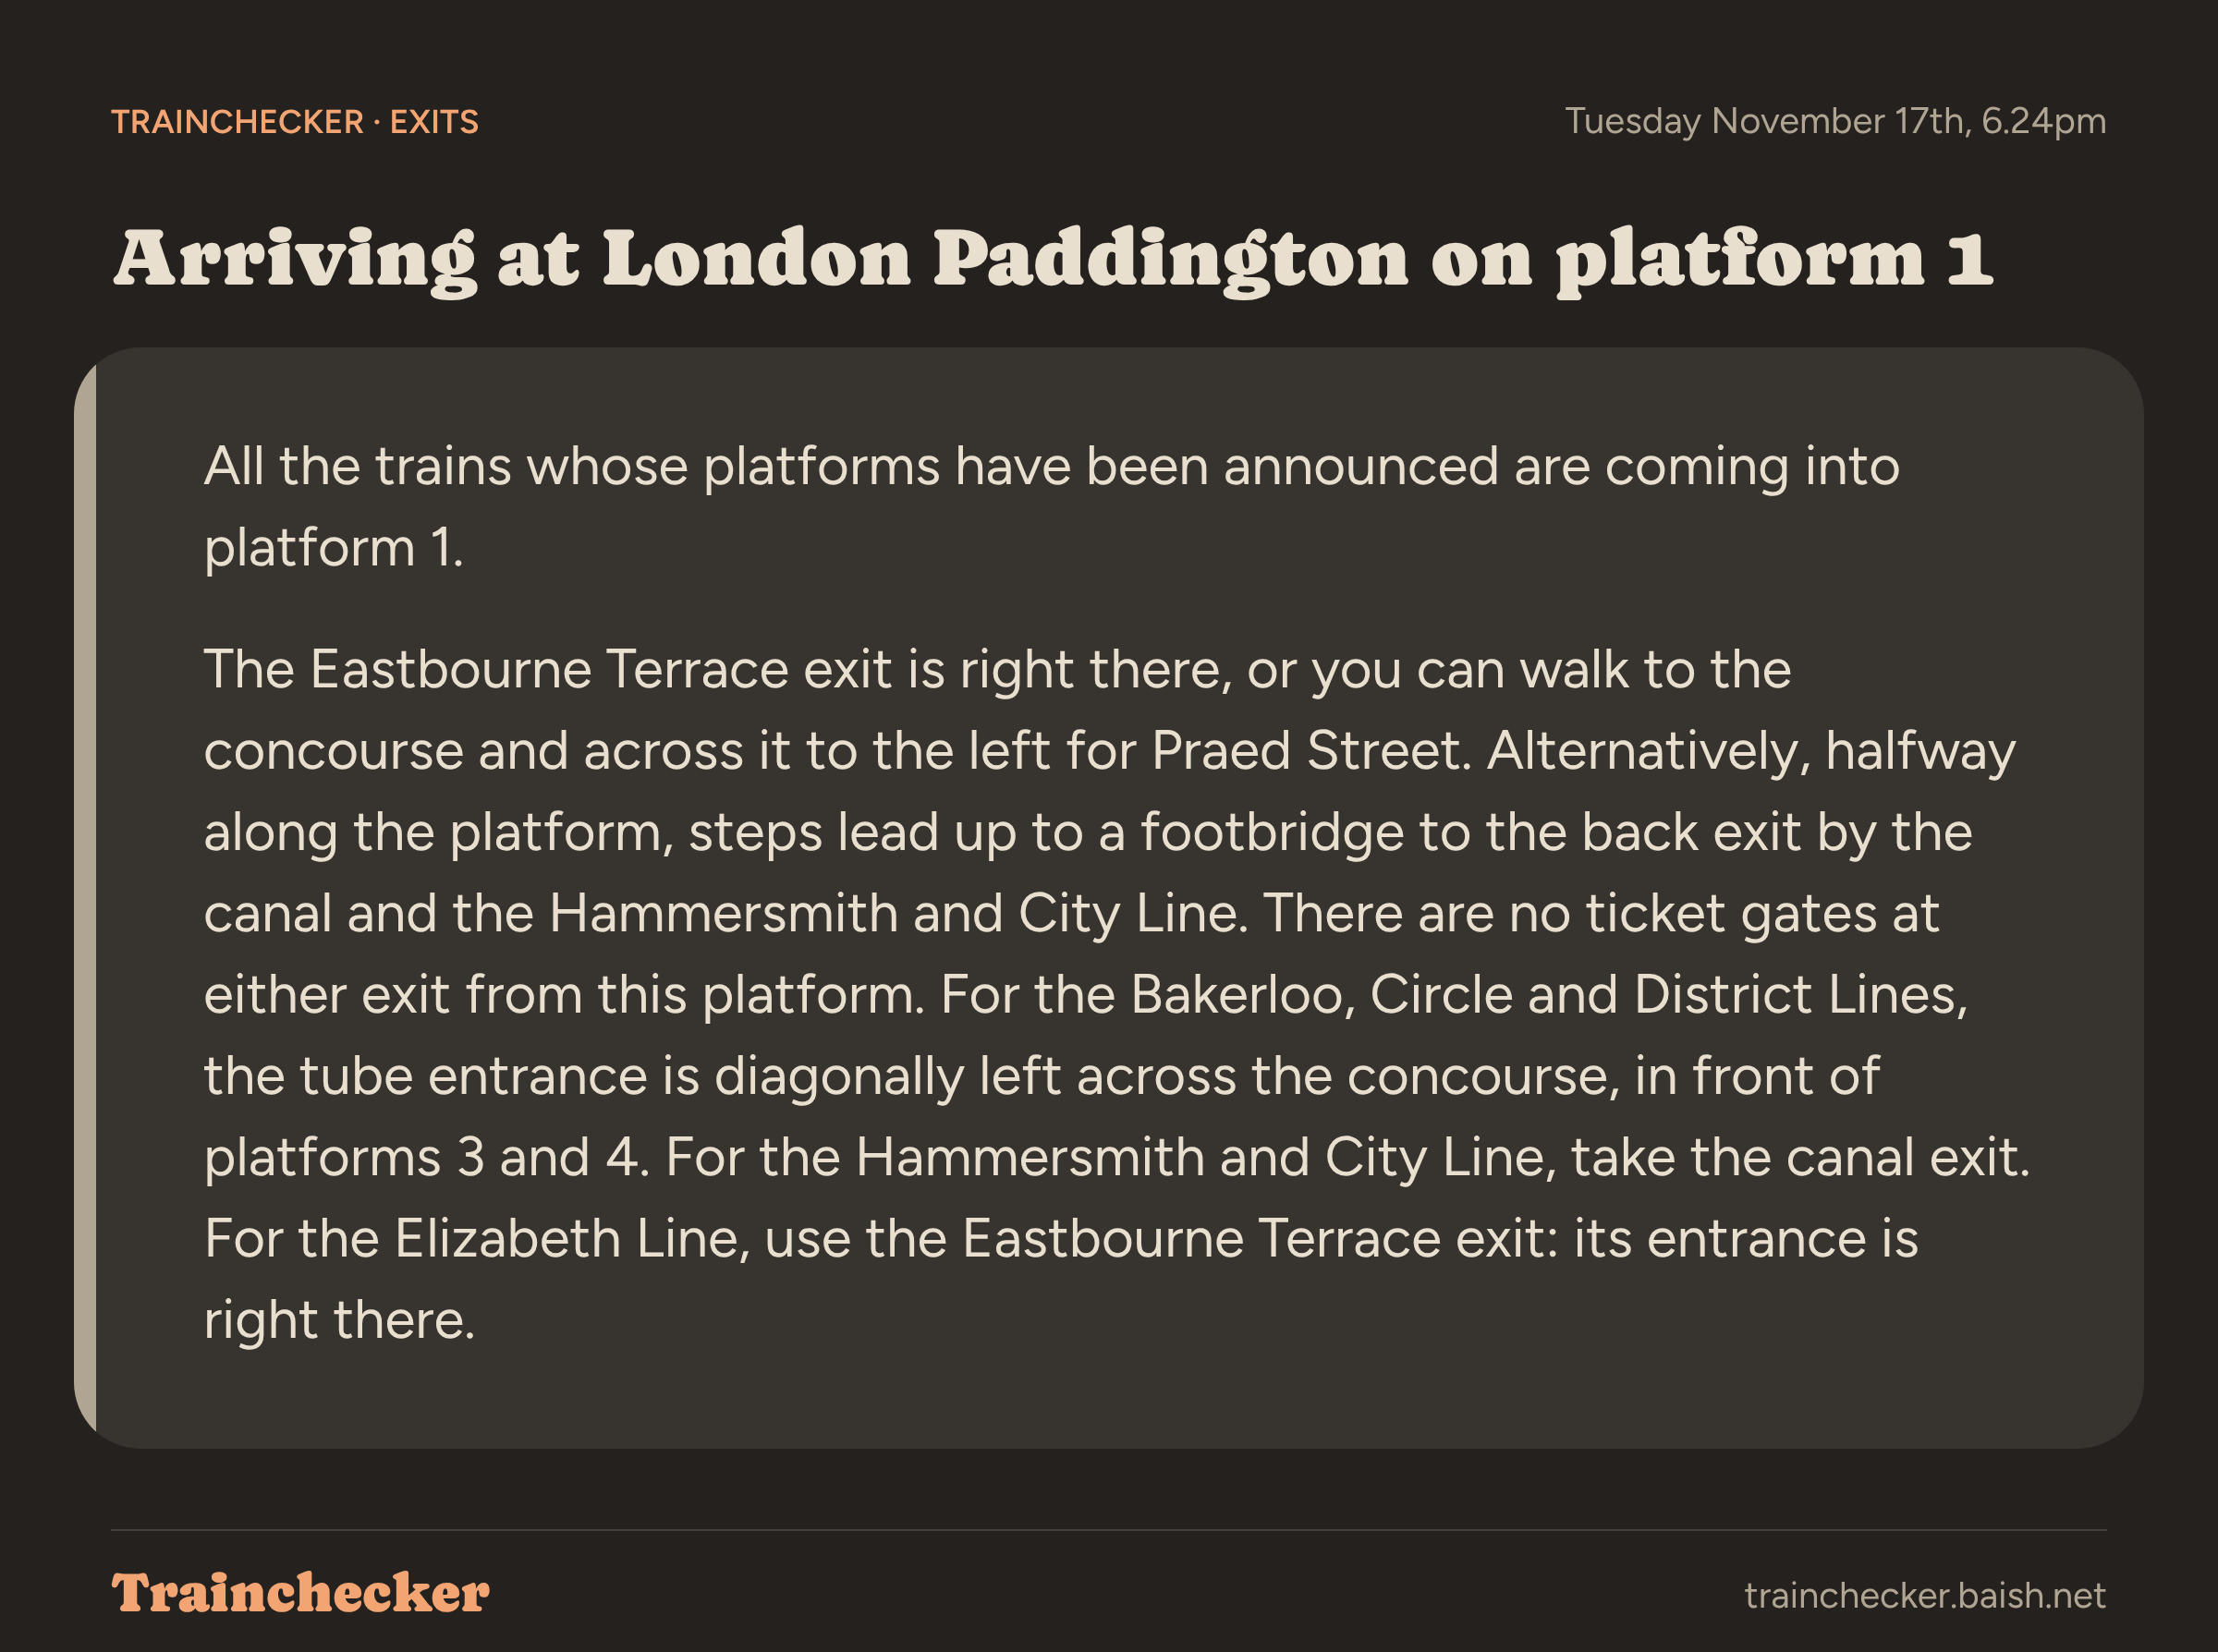 TRAINCHECKER · EXITS
Tuesday November 17th, 6.24pm
Arriving at London Paddington on platform 1
All the trains whose platforms have been announced are coming into
platform 1.
The Eastbourne Terrace exit is right there, or you can walk to the
concourse and across it to the left for Praed Street. Alternatively, halfway
along the platform, steps lead up to a footbridge to the back exit by the
canal and the Hammersmith and City Line. There are no ticket gates at
either exit from this platform. For the Bakerloo, Circle and District Lines,
the tube entrance is diagonally left across the concourse, in front of
platforms 3 and 4. For the Hammersmith and City Line, take the canal exit.
For the Elizabeth Line, use the Eastbourne Terrace exit: its entrance is
right there.
Trainchecker
trainchecker.baish.net